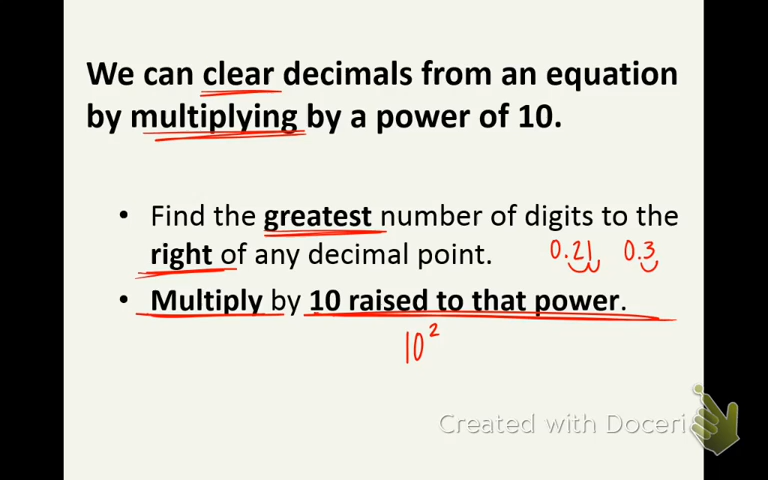 We can clear decimals from an equation
by multiplying by a power of 10.
• Find the greatest number of digits to the
right of any decimal point. 0.21 0.3
• Multiply by 10 raised to that power.
10²
Created with Doceri